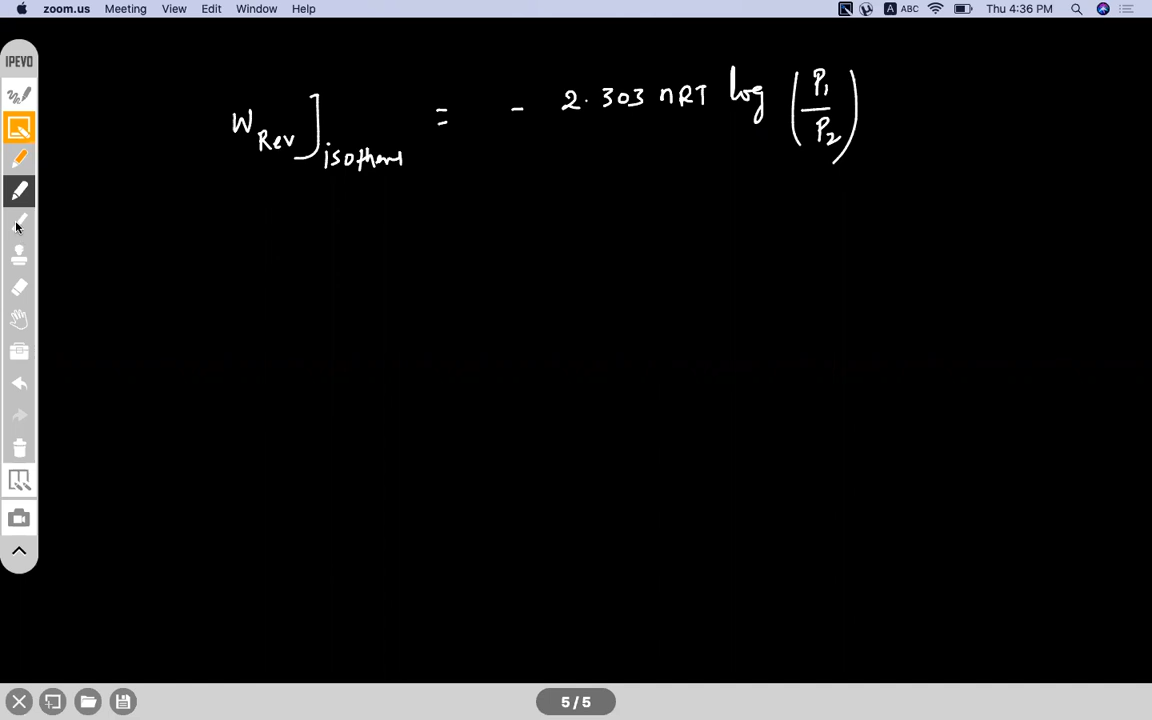 zoom.us Meeting View Edit Window Help A ABC Thu 4:36 PM
IPEVO
W_Rev]_isotherm = - 2.303 nRT log (P₁/P₂)
5 / 5